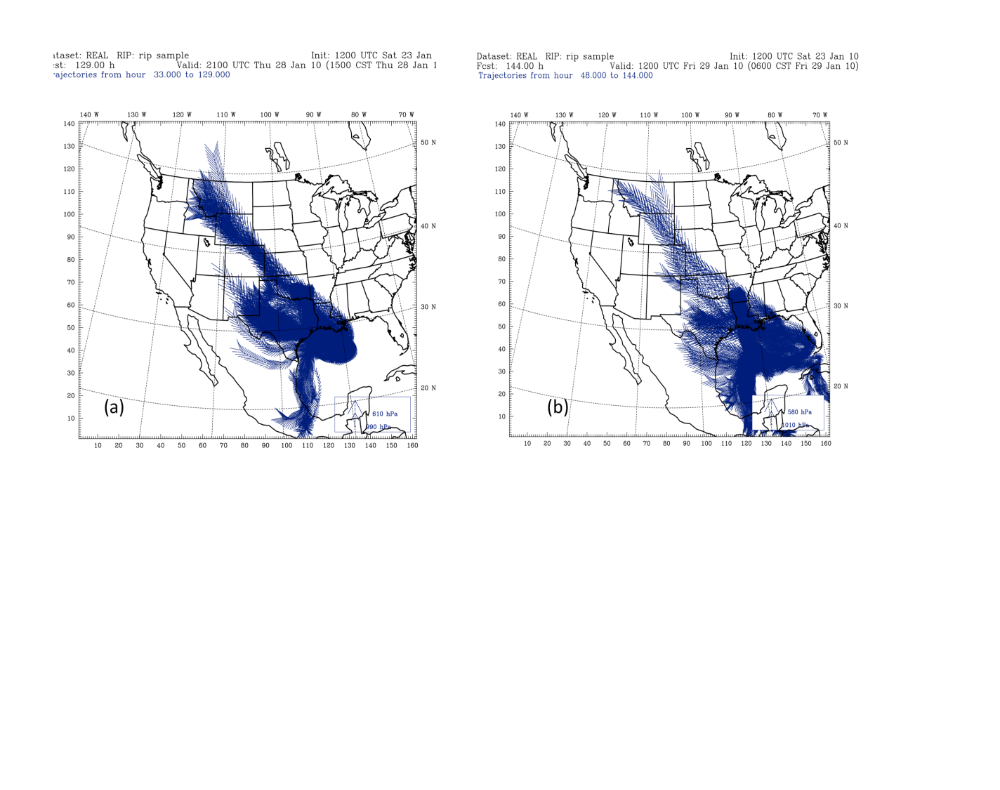 ataset: REAL RIP: rip sample Init: 1200 UTC Sat 23 Jan
cst: 129.00 h Valid: 2100 UTC Thu 28 Jan 10 (1500 CST Thu 28 Jan 1
rajectories from hour 33.000 to 129.000
140 W 130 W 120 W 110 W 100 W 90 W 80 W 70 W
140
130
120
110
100
90
80
70
60
50
40
30
20
10
50 N
40 N
30 N
20 N
(a)
610 hPa
990 hPa
10 20 30 40 50 60 70 80 90 100 110 120 130 140 150 160
Dataset: REAL RIP: rip sample Init: 1200 UTC Sat 23 Jan 10
Fcst: 144.00 h Valid: 1200 UTC Fri 29 Jan 10 (0600 CST Fri 29 Jan 10)
Trajectories from hour 48.000 to 144.000
140 W 130 W 120 W 110 W 100 W 90 W 80 W 70 W
140
130
120
110
100
90
80
70
60
50
40
30
20
10
50 N
40 N
30 N
20 N
(b)
580 hPa
1010 hPa
10 20 30 40 50 60 70 80 90 100 110 120 130 140 150 160